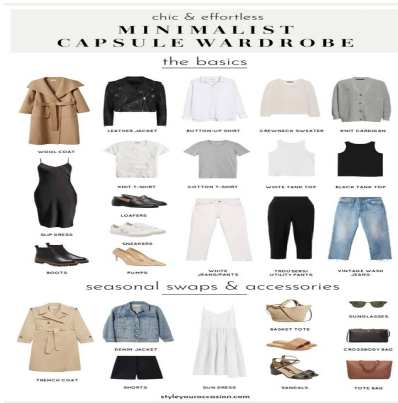 chic & effortless
MINIMALIST
CAPSULE WARDROBE
the basics
WOOL COAT
LEATHER JACKET
BUTTON-UP SHIRT
CREWNECK SWEATER
KNIT CARDIGAN
KNIT T-SHIRT
COTTON T-SHIRT
WHITE TANK TOP
BLACK TANK TOP
SLIP DRESS
LOAFERS
SNEAKERS
BOOTS
PUMPS
WHITE
JEANS/PANTS
TROUSERS/
UTILITY PANTS
VINTAGE WASH
JEANS
seasonal swaps & accessories
TRENCH COAT
DENIM JACKET
SHORTS
SUN DRESS
BASKET TOTE
SANDALS
SUNGLASSES
CROSSBODY BAG
TOTE BAG
styleyouroccasion.com